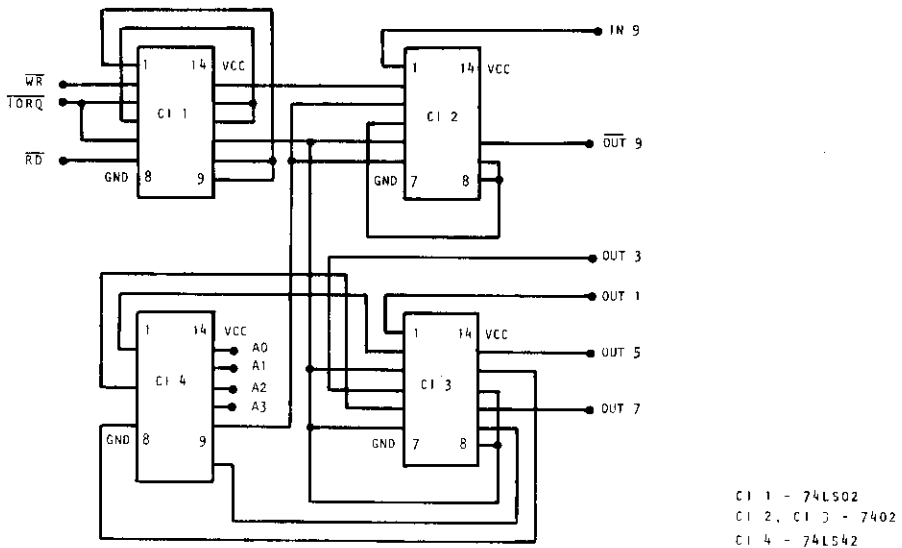 IN 9
1 14 VCC
WR
IORQ
CI 1
RD
GND 8 9
1 14 VCC
CI 2
OUT 9
GND 7 8
OUT 3
OUT 1
1 14 VCC
A0
A1
CI 4
A2
A3
GND 8 9
1 14 VCC
OUT 5
CI 3
OUT 7
GND 7 8
CI 1 - 74LS02
CI 2, CI 3 - 7402
CI 4 - 74LS42